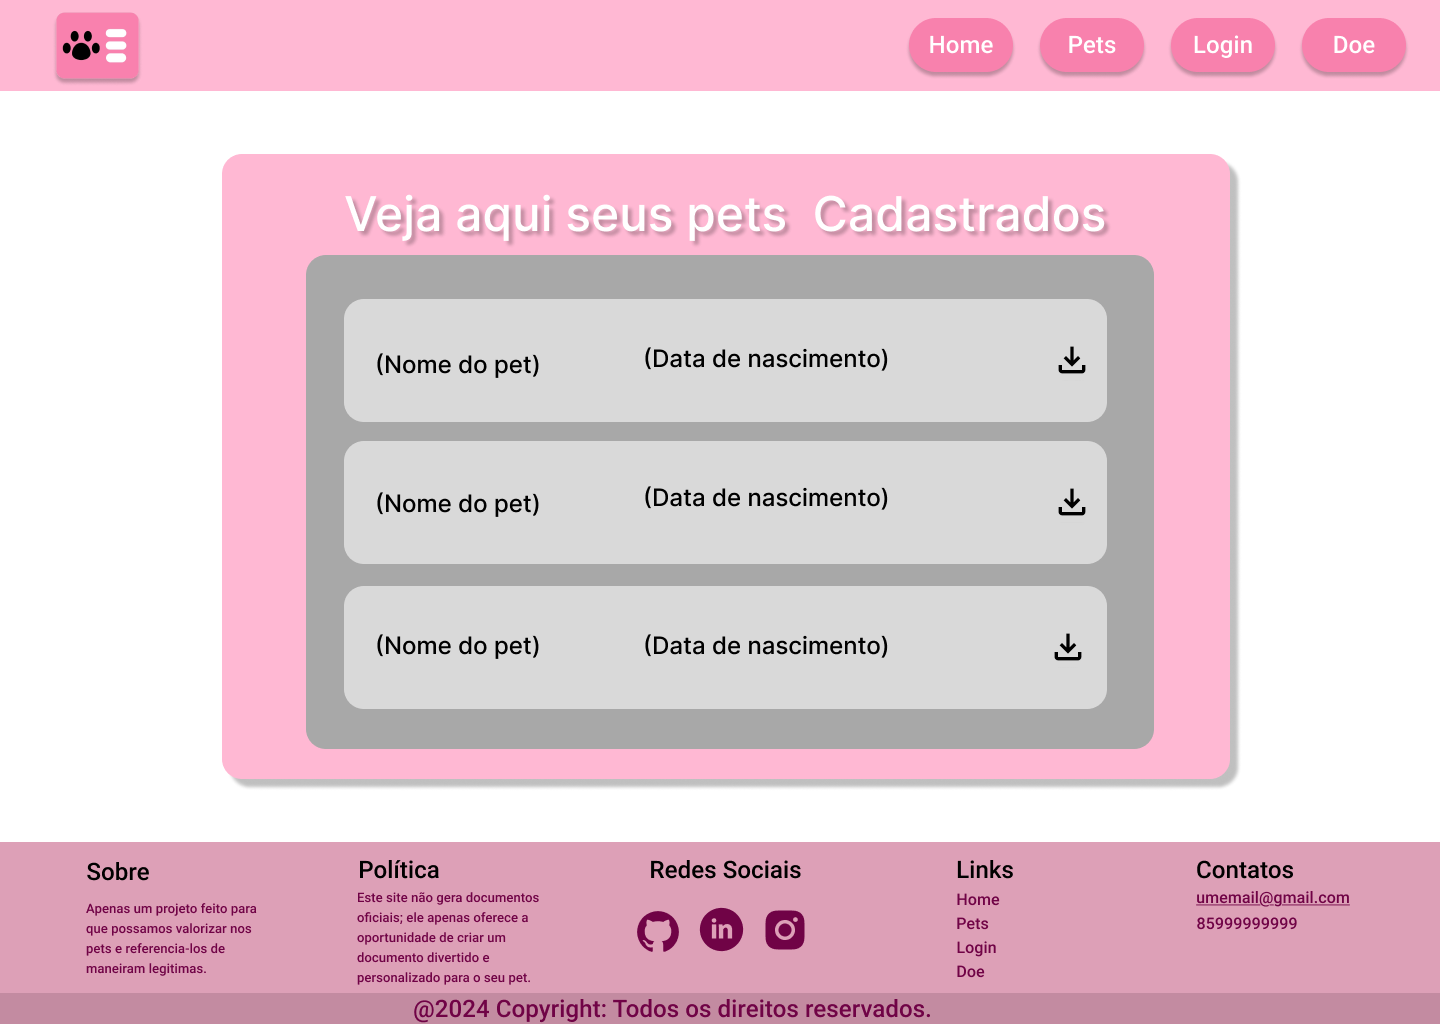 Home
Pets
Login
Doe
Veja aqui seus pets Cadastrados
(Nome do pet)
(Data de nascimento)
(Nome do pet)
(Data de nascimento)
(Nome do pet)
(Data de nascimento)
Sobre
Apenas um projeto feito para
que possamos valorizar nos
pets e referencia-los de
maneiram legitimas.
Política
Este site não gera documentos
oficiais; ele apenas oferece a
oportunidade de criar um
documento divertido e
personalizado para o seu pet.
Redes Sociais
in
Links
Home
Pets
Login
Doe
Contatos
umemail@gmail.com
85999999999
@2024 Copyright: Todos os direitos reservados.